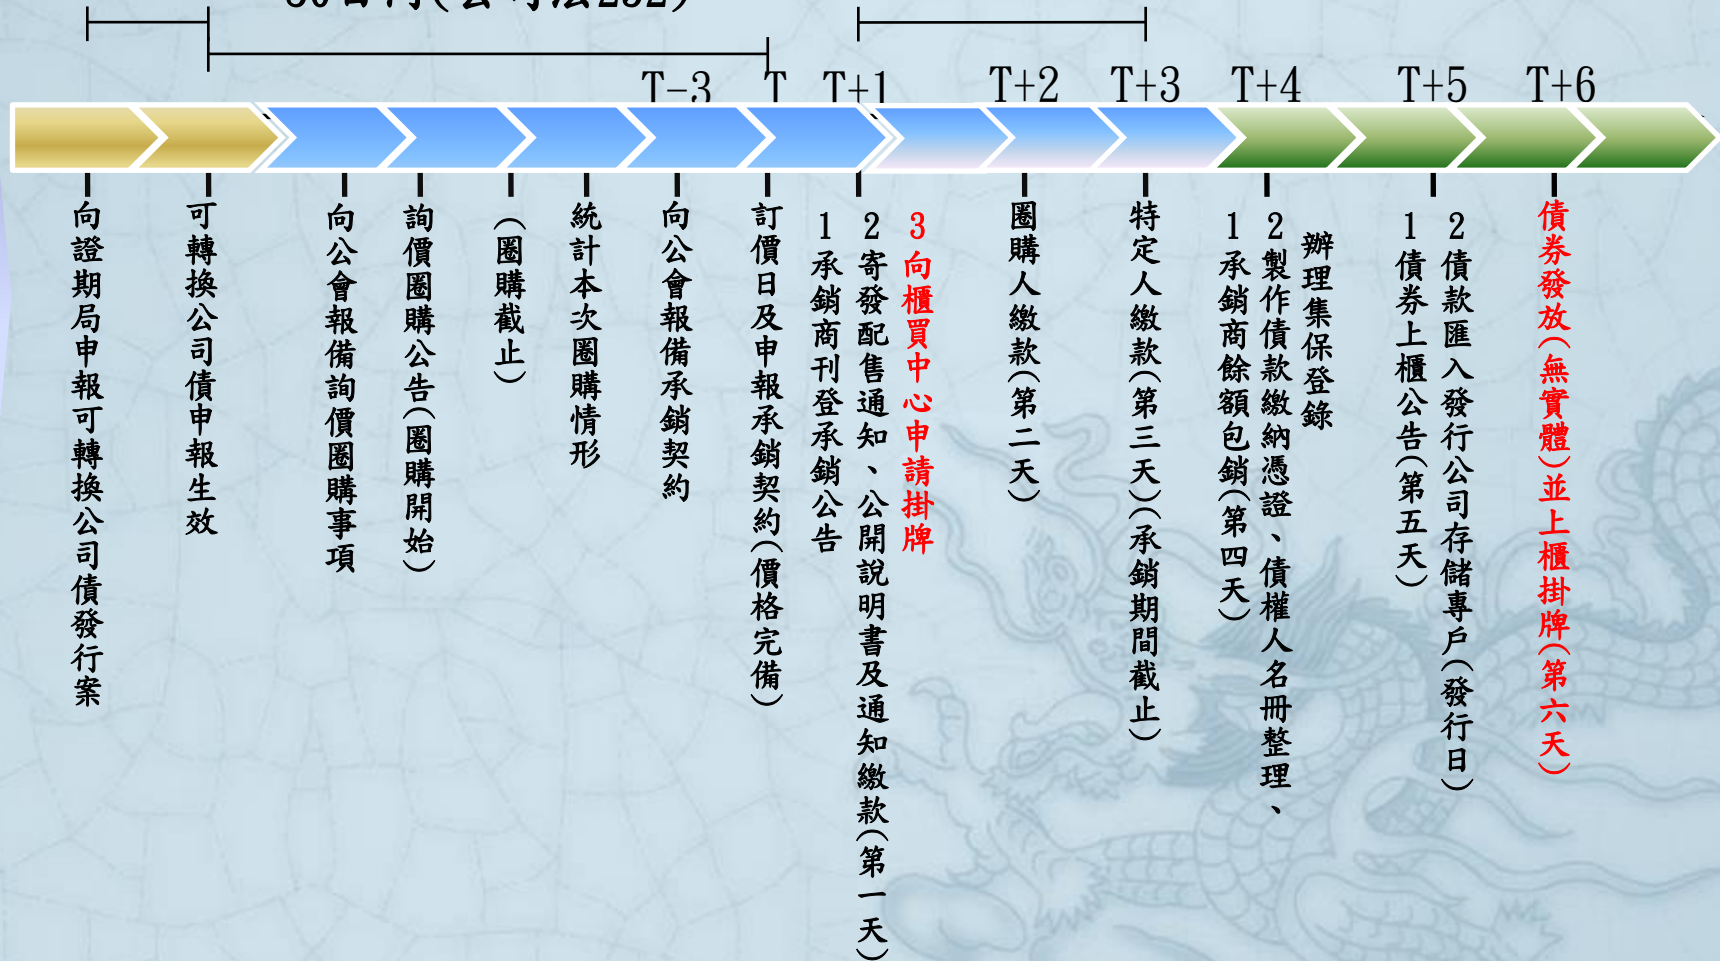 30日內(公司法252)
T-3
T
T+1
T+2
T+3
T+4
T+5
T+6
向證期局申報可轉換公司債發行案
可轉換公司債申報生效
向公會報備詢價圈購事項
詢價圈購公告(圈購開始)
(圈購截止)
統計本次圈購情形
向公會報備承銷契約
訂價日及申報承銷契約(價格完備)
1承銷商刊登承銷公告
2寄發配售通知、公開說明書及通知繳款(第一天)
3向櫃買中心申請掛牌
圈購人繳款(第二天)
特定人繳款(第三天)(承銷期間截止)
1承銷商餘額包銷(第四天)
2製作債款繳納憑證、債權人名冊整理、
辦理集保登錄
1債券上櫃公告(第五天)
2債款匯入發行公司存儲專戶(發行日)
債券發放(無實體)並上櫃掛牌(第六天)